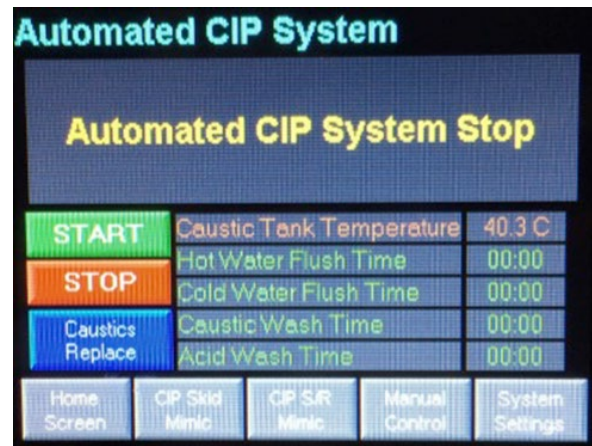 Automated CIP System
Automated CIP System Stop
START
STOP
Caustics
Replace
Caustic Tank Temperature 40.3 C
Hot Water Flush Time 00:00
Cold Water Flush Time 00:00
Caustic Wash Time 00:00
Acid Wash Time 00:00
Home
Screen
CIP Skid
Mimic
CIP S/R
Mimic
Manual
Control
System
Settings